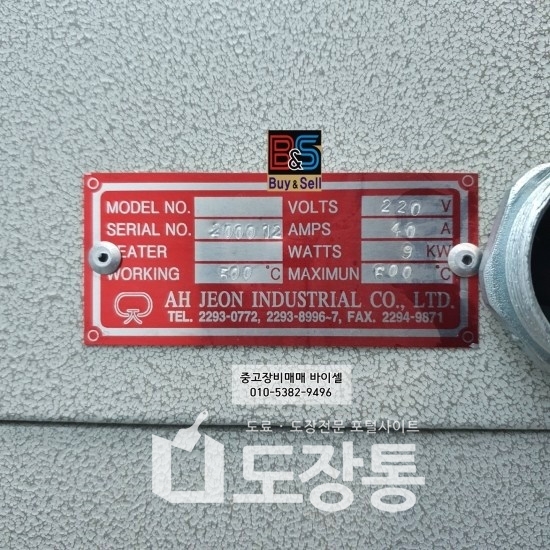 B&S
Buy & Sell
MODEL NO. VOLTS 220 V
SERIAL NO. AMPS 40 A
HEATER WATTS 9 KW
WORKING 500 °C MAXIMUN 600 °C
AH JEON INDUSTRIAL CO., LTD.
TEL. 2293-0772, 2293-8996~7, FAX. 2294-9871
중고장비매매 바이셀
010-5382-9496
도료 · 도장전문 포털사이트
도장통